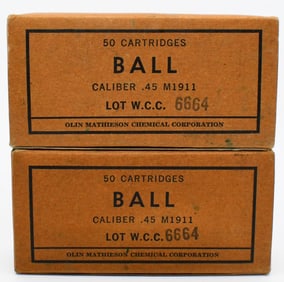 50 CARTRIDGES
BALL
CALIBER .45 M1911
LOT W.C.C. 6664
OLIN MATHIESON CHEMICAL CORPORATION
50 CARTRIDGES
BALL
CALIBER .45 M1911
LOT W.C.C. 6664
OLIN MATHIESON CHEMICAL CORPORATION